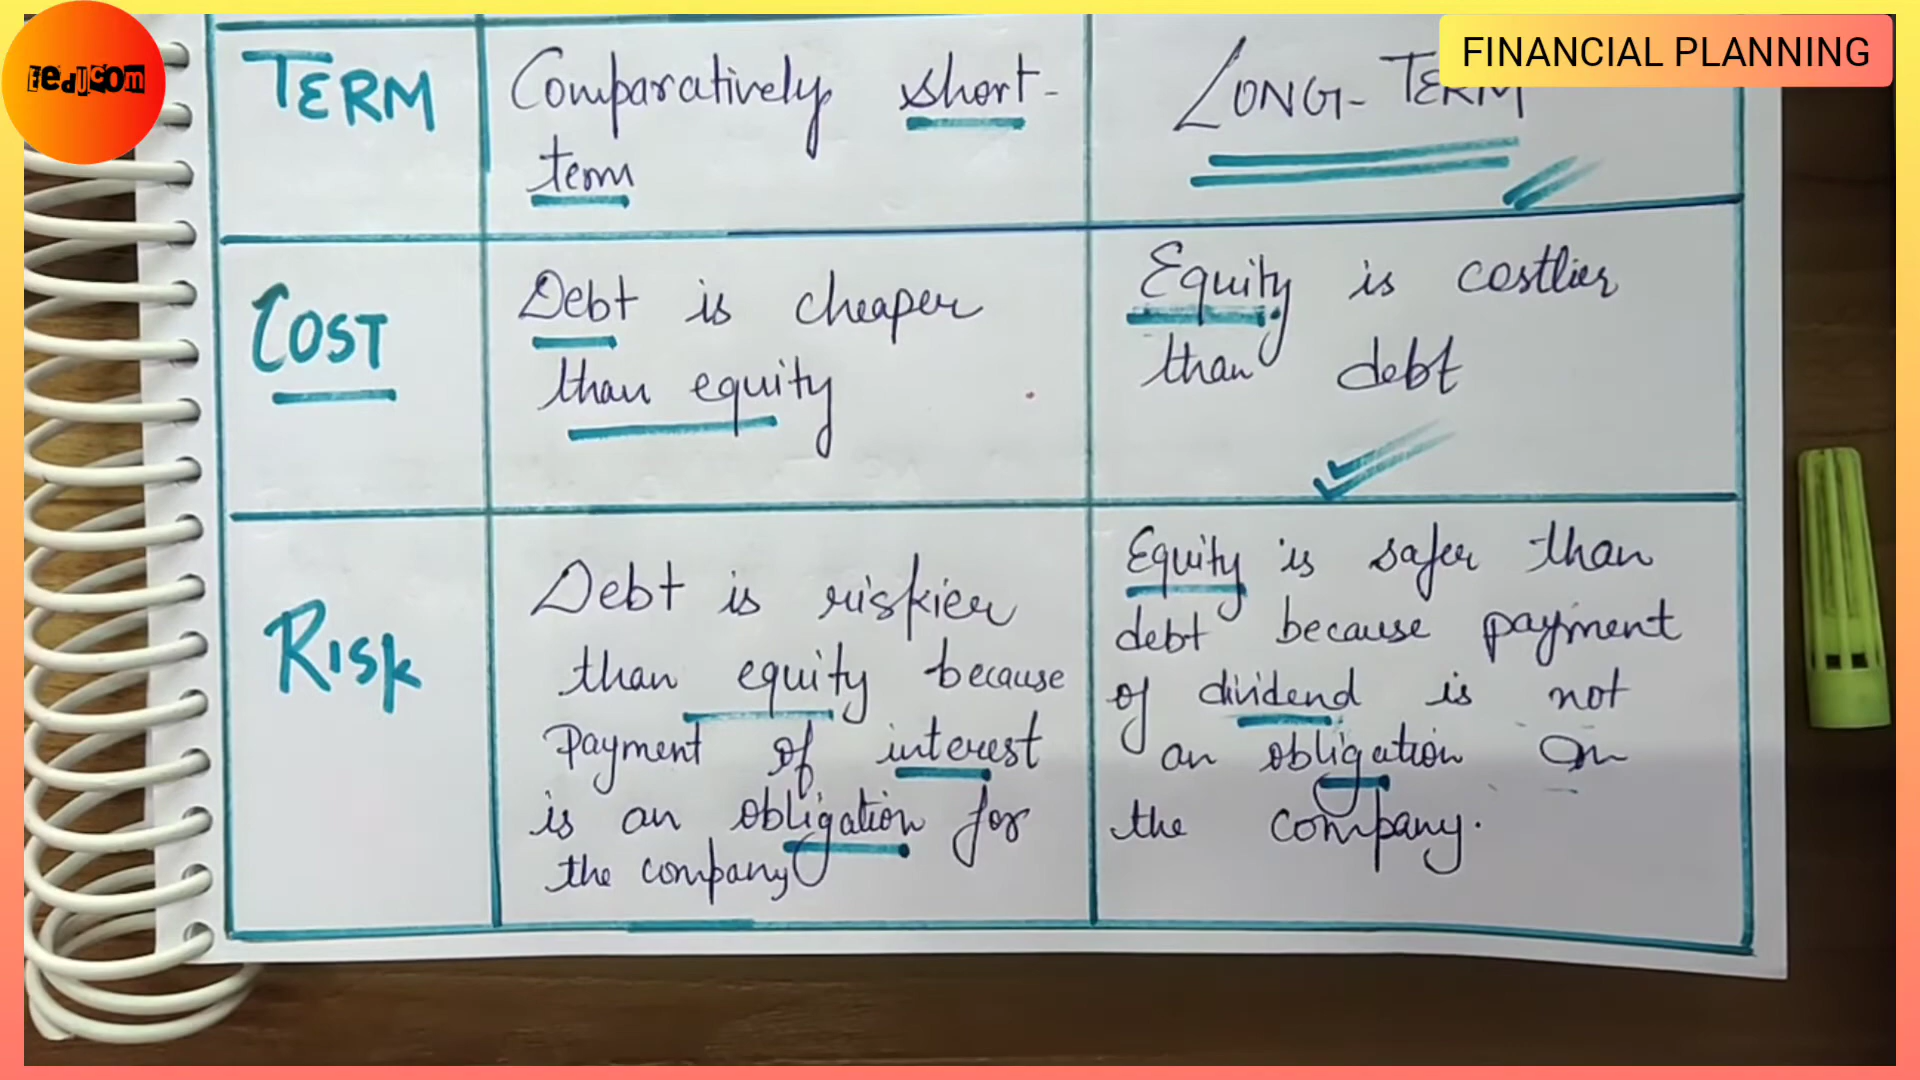 EeduCom
FINANCIAL PLANNING
TERM
Comparatively short-
term
LONG-TERM
COST
Debt is cheaper
than equity
Equity is costlier
than debt
RISK
Debt is riskier
than equity because
Payment of interest
is an obligation for
the company
Equity is safer than
debt because payment
of dividend is not
an obligation on
the company.